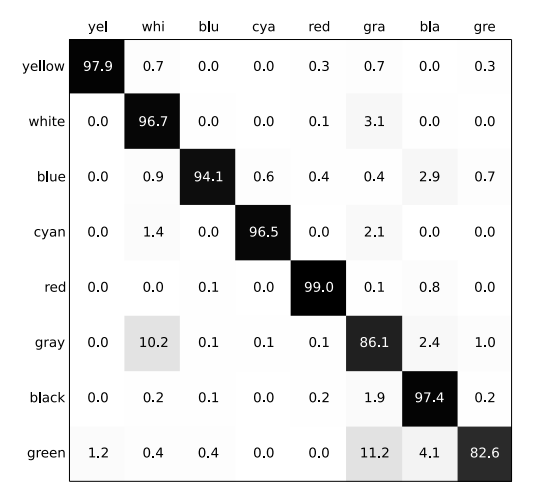 yel whi blu cya red gra bla gre
yellow 97.9 0.7 0.0 0.0 0.3 0.7 0.0 0.3
white 0.0 96.7 0.0 0.0 0.1 3.1 0.0 0.0
blue 0.0 0.9 94.1 0.6 0.4 0.4 2.9 0.7
cyan 0.0 1.4 0.0 96.5 0.0 2.1 0.0 0.0
red 0.0 0.0 0.1 0.0 99.0 0.1 0.8 0.0
gray 0.0 10.2 0.1 0.1 0.1 86.1 2.4 1.0
black 0.0 0.2 0.1 0.0 0.2 1.9 97.4 0.2
green 1.2 0.4 0.4 0.0 0.0 11.2 4.1 82.6